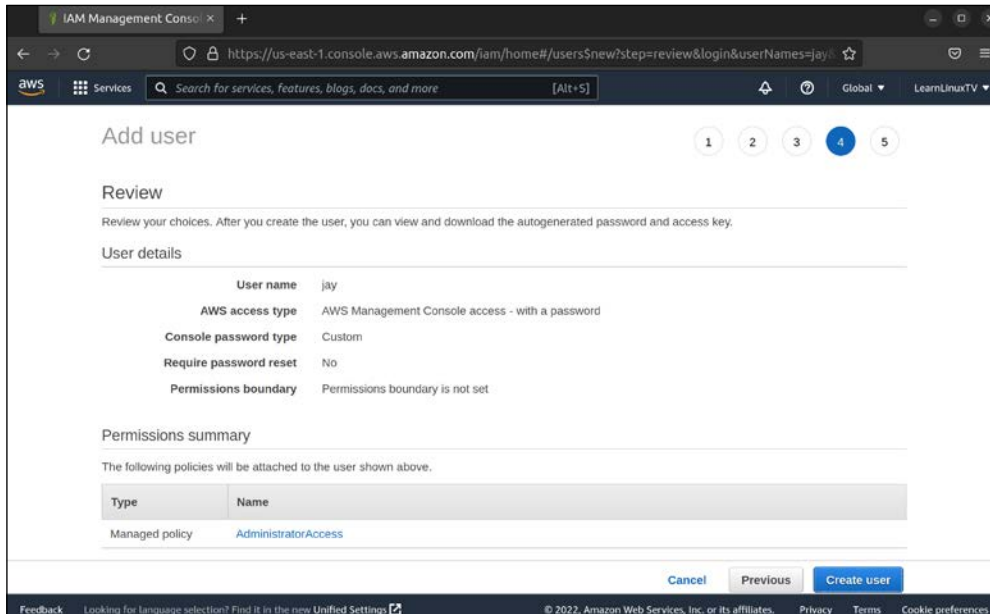 IAM Management Consol × +
https://us-east-1.console.aws.amazon.com/iam/home#/users$new?step=review&login&userNames=jay&
aws Services Search for services, features, blogs, docs, and more [Alt+S] Global ▼ LearnLinuxTV ▼
Add user
1 2 3 4 5
Review
Review your choices. After you create the user, you can view and download the autogenerated password and access key.
User details
User name jay
AWS access type AWS Management Console access - with a password
Console password type Custom
Require password reset No
Permissions boundary Permissions boundary is not set
Permissions summary
The following policies will be attached to the user shown above.
Type Name
Managed policy AdministratorAccess
Cancel Previous Create user
Feedback Looking for language selection? Find it in the new Unified Settings © 2022, Amazon Web Services, Inc. or its affiliates. Privacy Terms Cookie preferences